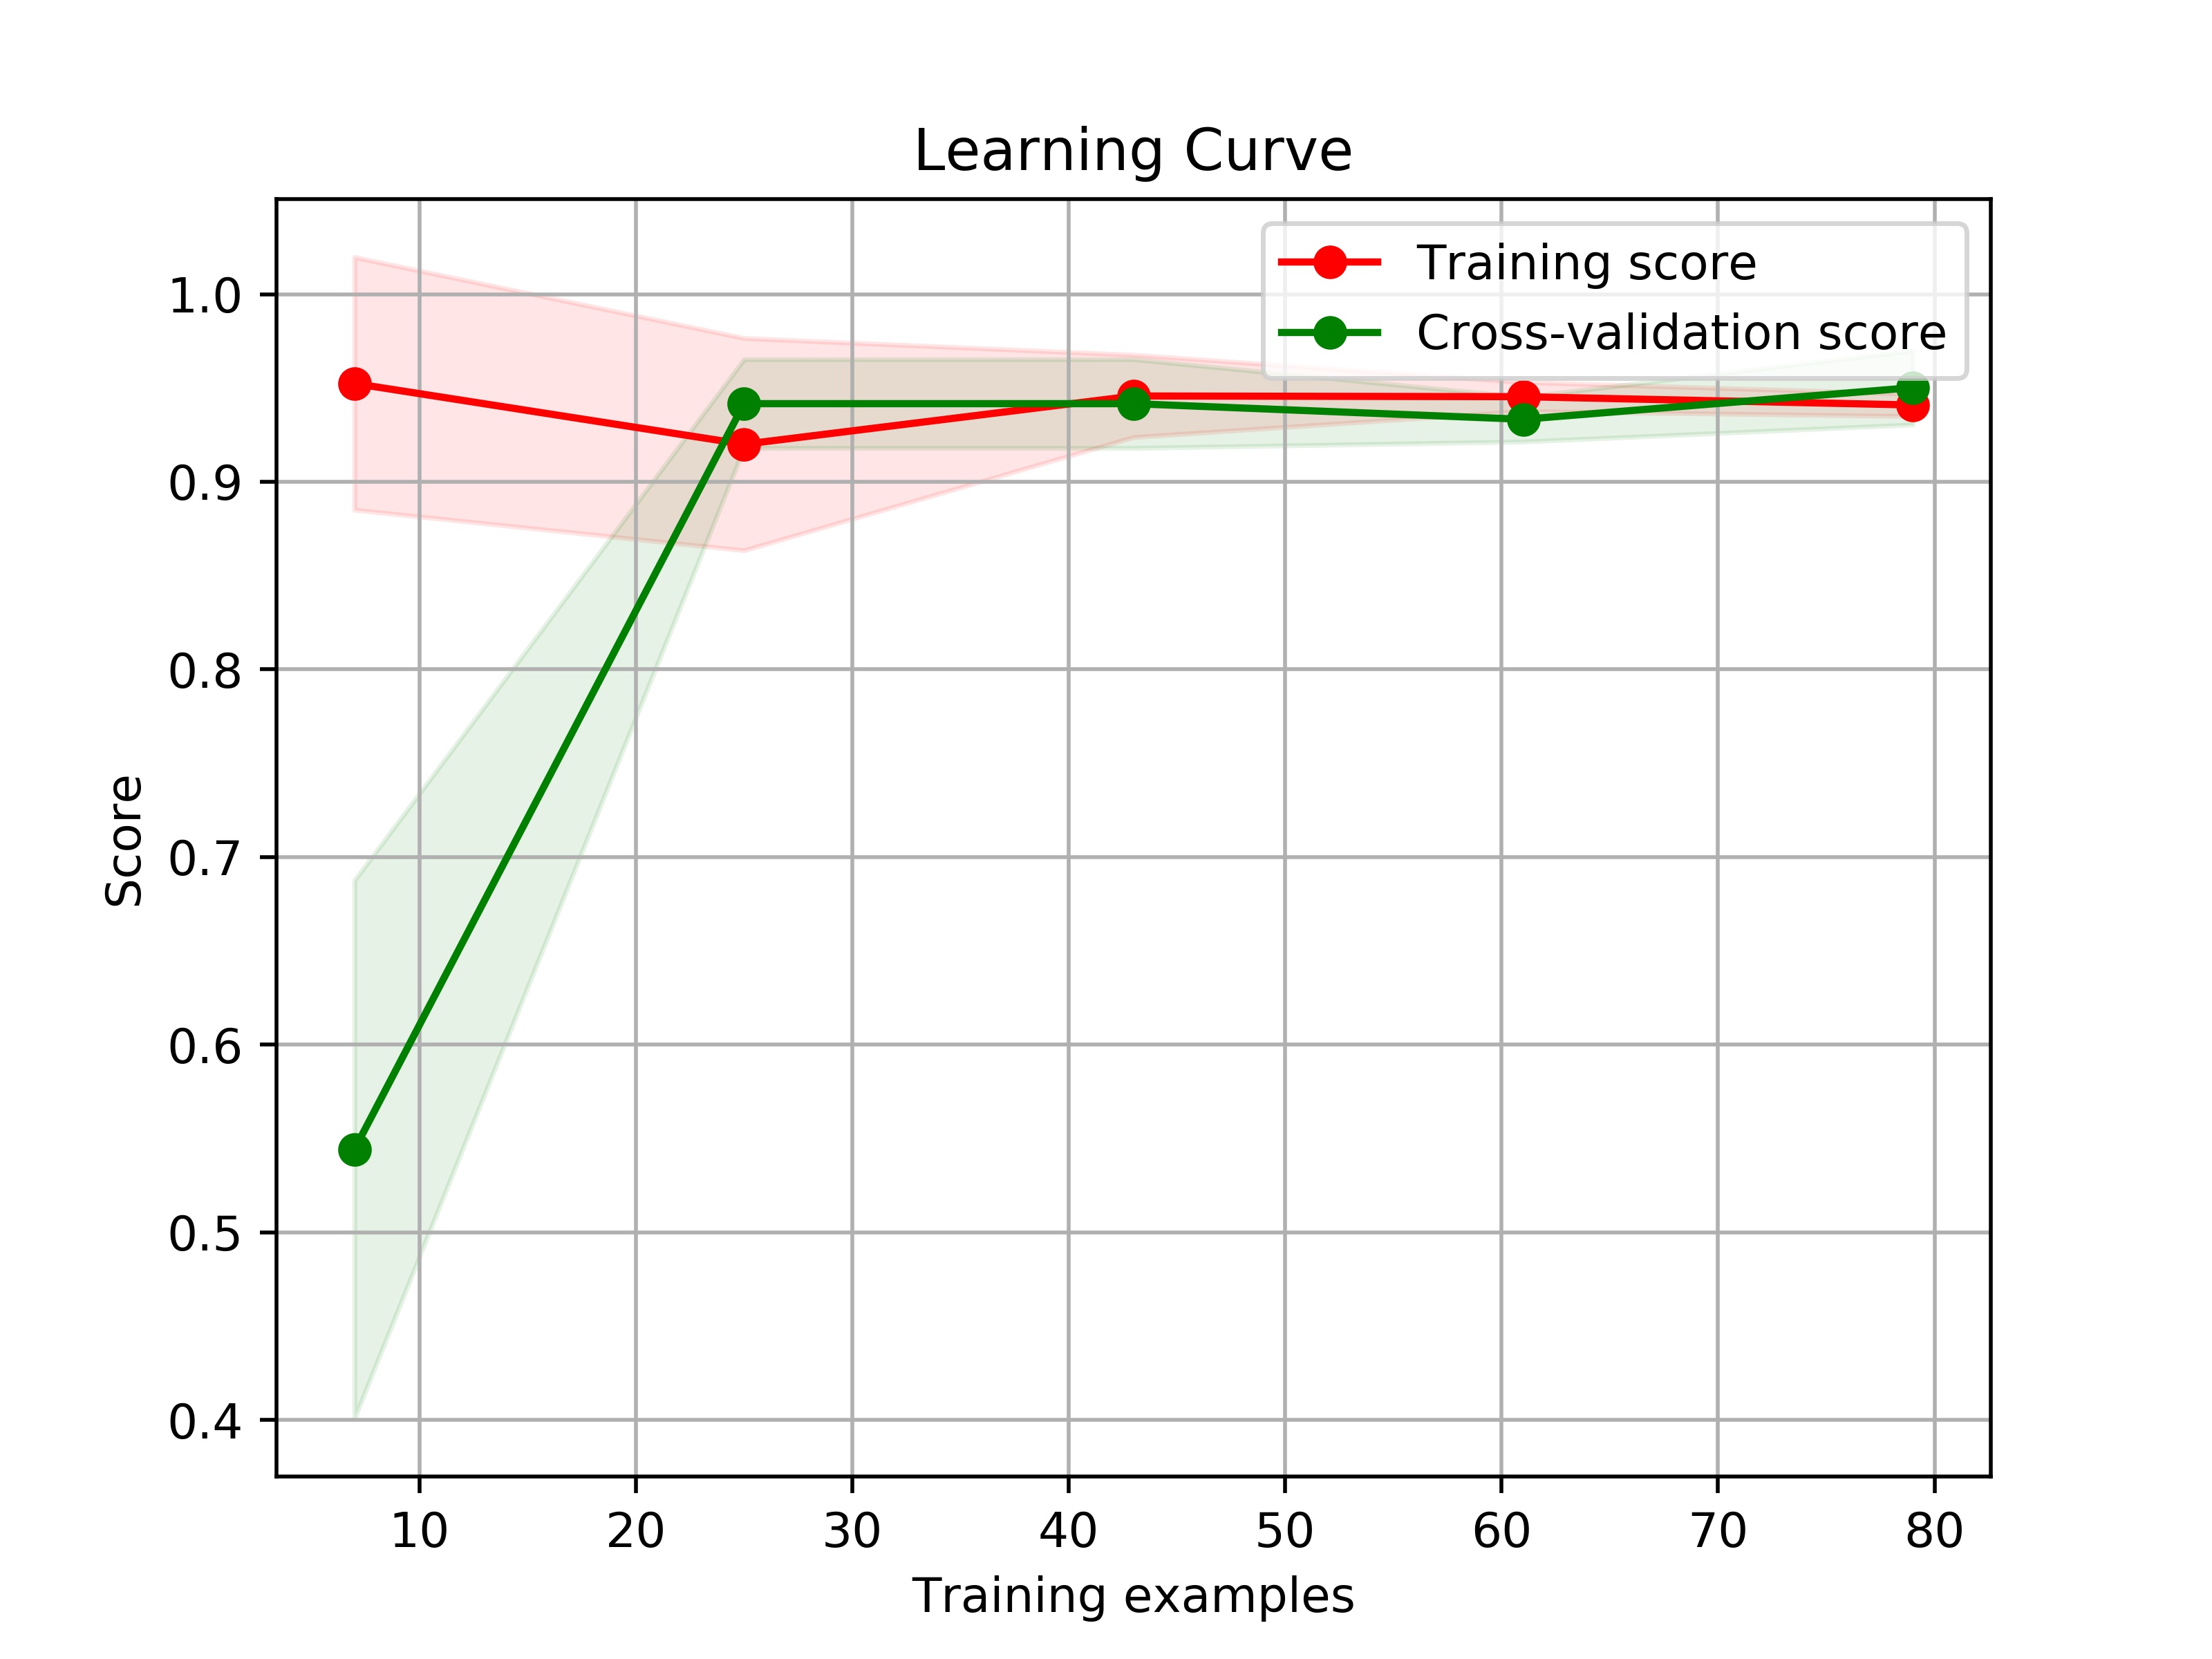 Learning Curve
Training score
Cross-validation score
1.0
0.9
0.8
0.7
0.6
0.5
0.4
Score
10 20 30 40 50 60 70 80
Training examples